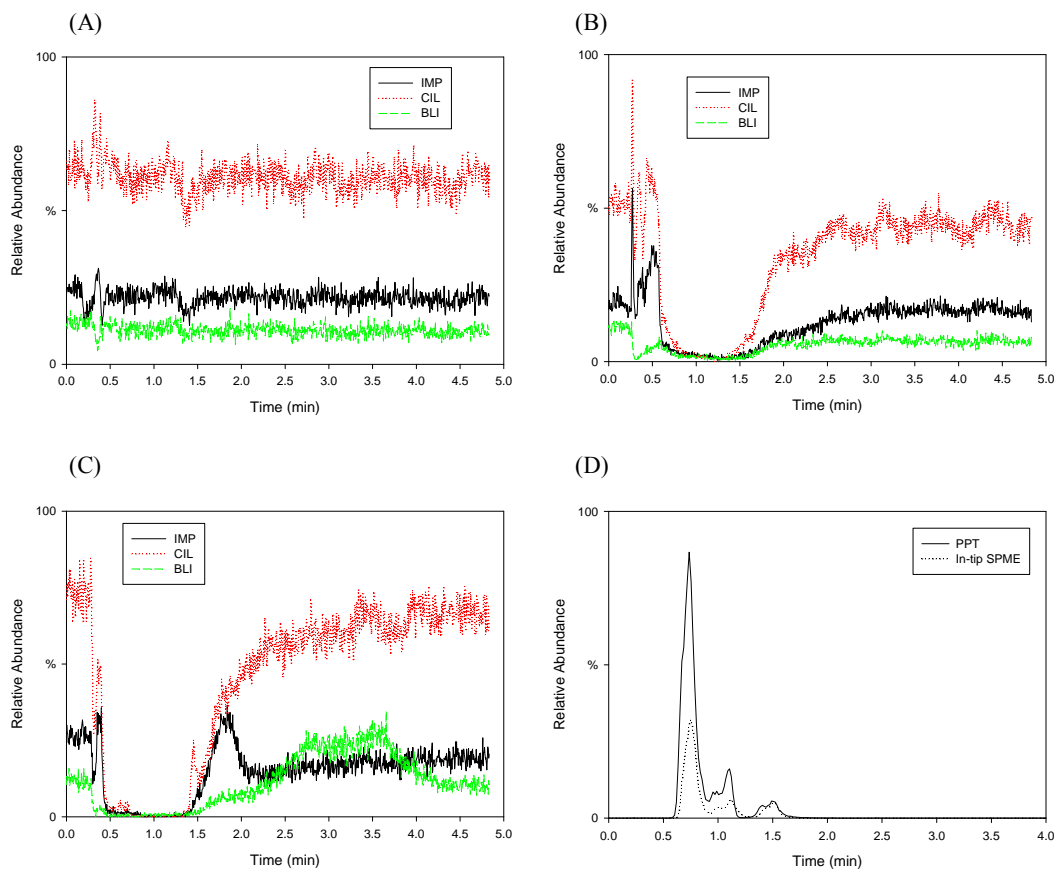 (A)
100
IMP
CIL
BLI
Relative Abundance
%
0
0.0 0.5 1.0 1.5 2.0 2.5 3.0 3.5 4.0 4.5 5.0
Time (min)
(B)
100
IMP
CIL
BLI
Relative Abundance
%
0
0.0 0.5 1.0 1.5 2.0 2.5 3.0 3.5 4.0 4.5 5.0
Time (min)
(C)
100
IMP
CIL
BLI
Relative Abundance
%
0
0.0 0.5 1.0 1.5 2.0 2.5 3.0 3.5 4.0 4.5 5.0
Time (min)
(D)
100
PPT
In-tip SPME
Relative Abundance
%
0
0.0 0.5 1.0 1.5 2.0 2.5 3.0 3.5 4.0
Time (min)